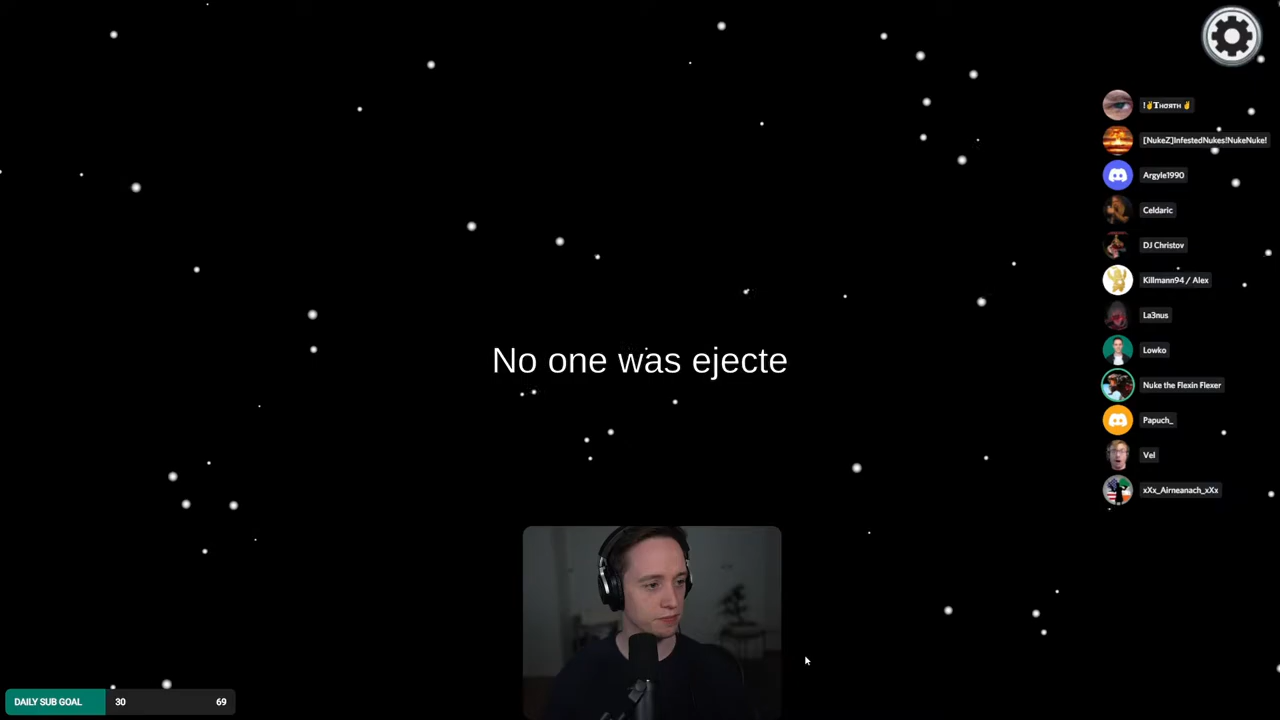 !✌Тнσятн ✌
[NukeZ]InfestedNukes!NukeNuke!
Argyle1990
Celdaric
DJ Christov
Killmann94 / Alex
La3nus
No one was ejecte
Lowko
Nuke the Flexin Flexer
Papuch_
Vel
xXx_Airneanach_xXx
DAILY SUB GOAL 30 69